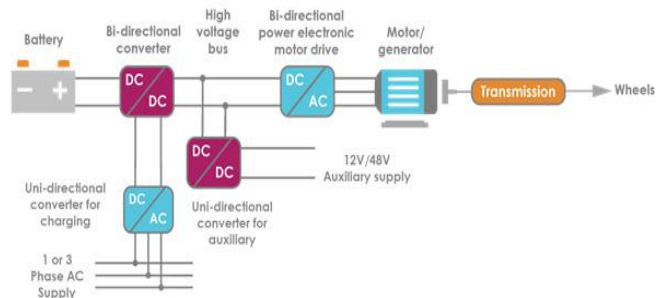 Battery
Bi-directional
converter
High
voltage
bus
Bi-directional
power electronic
motor drive
Motor/
generator
DC
DC
DC
AC
Transmission
Wheels
DC
DC
12V/48V
Auxiliary supply
Uni-directional
converter for
charging
DC
AC
Uni-directional
converter for
auxiliary
1 or 3
Phase AC
Supply